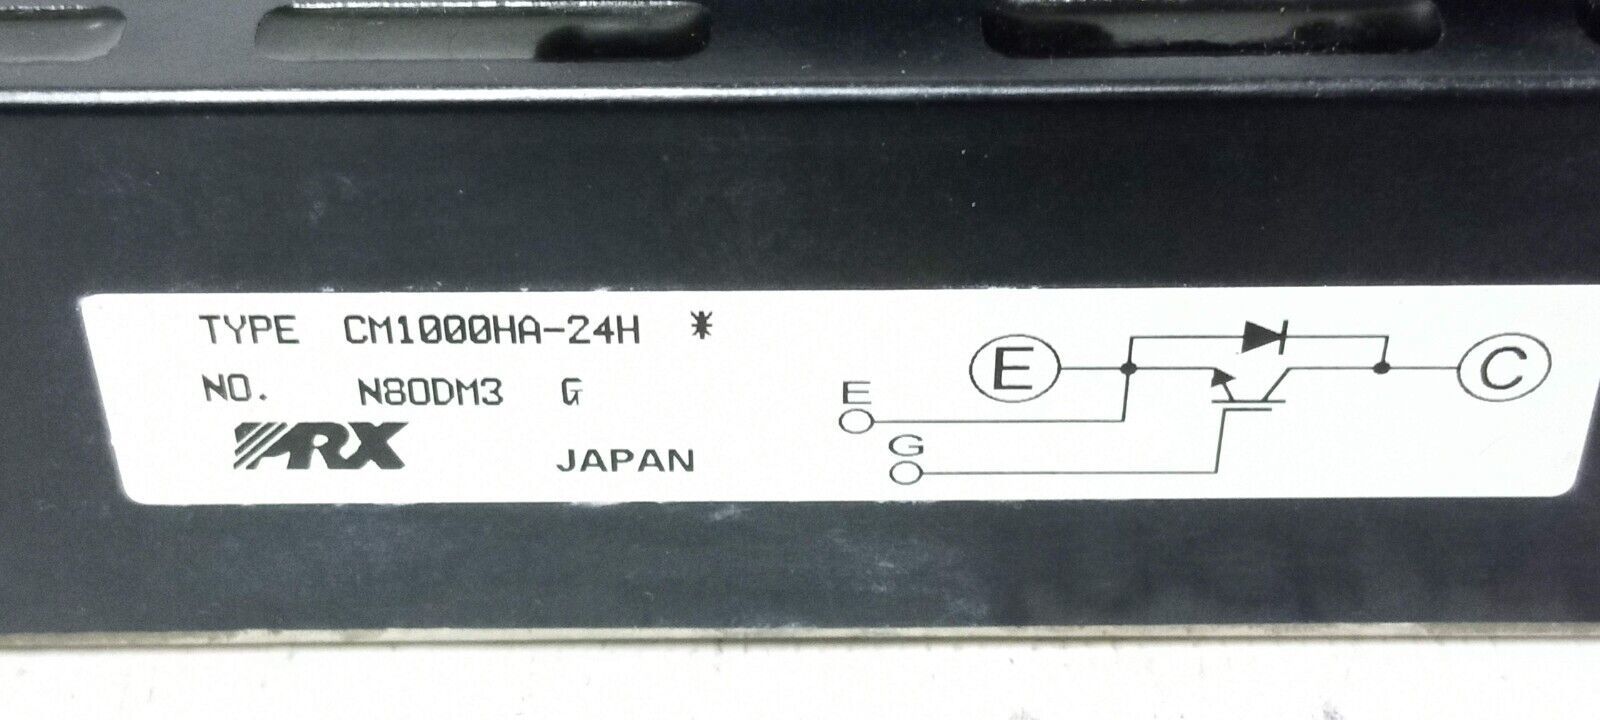 TYPE CM1000HA-24H *
NO. N80DM3 G
PRX JAPAN
E
G
E
C